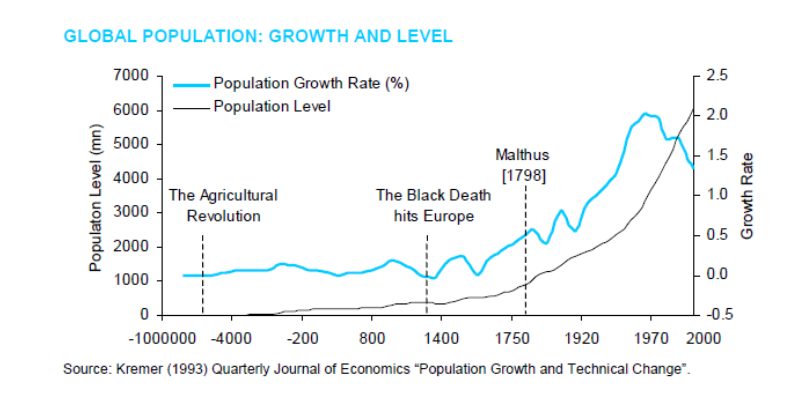 GLOBAL POPULATION: GROWTH AND LEVEL
7000
6000
5000
4000
3000
2000
1000
0
Populaton Level (mn)
Population Growth Rate (%)
Population Level
The Agricultural
Revolution
The Black Death
hits Europe
Malthus
[1798]
2.5
2.0
1.5
1.0
0.5
0.0
-0.5
Growth Rate
-1000000 -4000 -200 800 1400 1750 1920 1970 2000
Source: Kremer (1993) Quarterly Journal of Economics “Population Growth and Technical Change”.